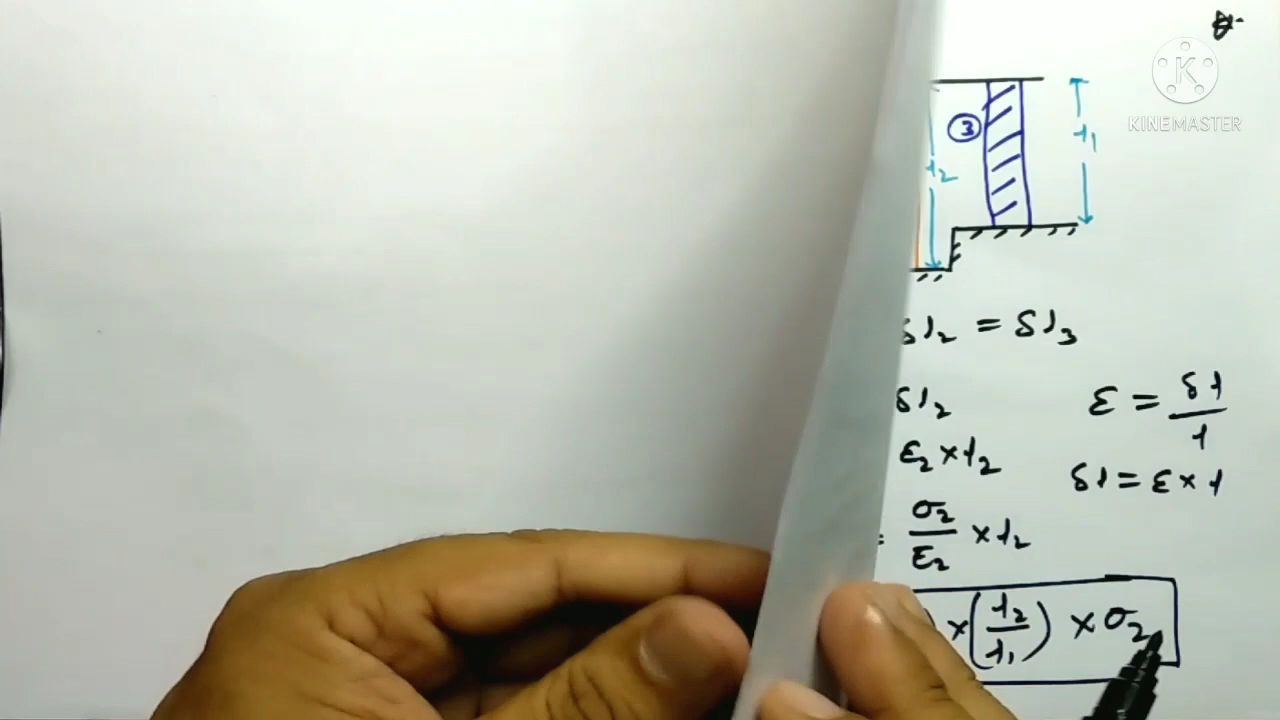 K
KINEMASTER
3
l₁
l₂
δl₂ = δl₃
δl₂
ε = δl / l
ε₂ × l₂
δl = ε × l
= σ₂ / E₂ × l₂
) × (l₂ / l₁) × σ₂